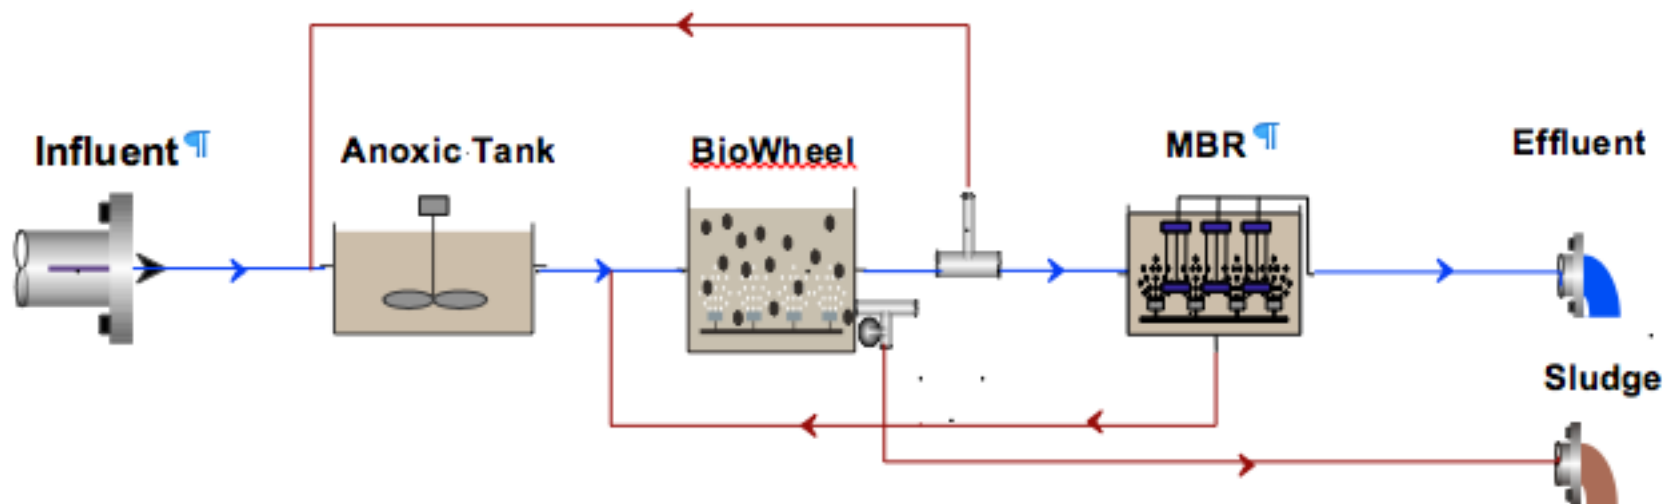 Influent ¶
Anoxic Tank
BioWheel
MBR ¶
Effluent
Sludge